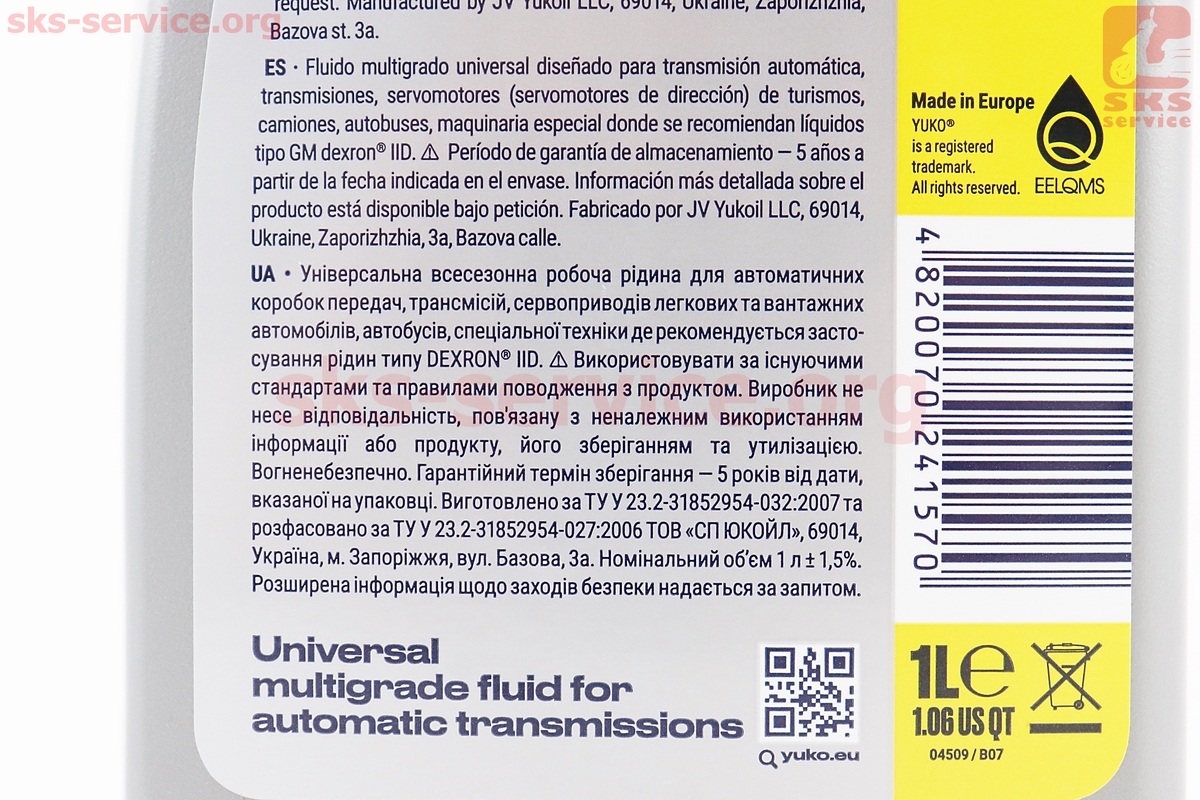 sks-service.org
request. Manufactured by JV Yukoil LLC, 69014, Ukraine, Zaporizhzhia,
Bazova st. 3a.
ES · Fluido multigrado universal diseñado para transmisión automática,
transmisiones, servomotores (servomotores de dirección) de turismos,
camiones, autobuses, maquinaria especial donde se recomiendan líquidos
tipo GM dexron® IID. ⚠ Período de garantía de almacenamiento — 5 años a
partir de la fecha indicada en el envase. Información más detallada sobre el
producto está disponible bajo petición. Fabricado por JV Yukoil LLC, 69014,
Ukraine, Zaporizhzhia, 3a, Bazova calle.
UA · Універсальна всесезонна робоча рідина для автоматичних
коробок передач, трансмісій, сервоприводів легкових та вантажних
автомобілів, автобусів, спеціальної техніки де рекомендується засто-
сування рідин типу DEXRON® IID. ⚠ Використовувати за існуючими
стандартами та правилами поводження з продуктом. Виробник не
несе відповідальність, пов'язану з неналежним використанням
інформації або продукту, його зберіганням та утилізацією.
Вогненебезпечно. Гарантійний термін зберігання — 5 років від дати,
вказаної на упаковці. Виготовлено за ТУ У 23.2-31852954-032:2007 та
розфасовано за ТУ У 23.2-31852954-027:2006 ТОВ «СП ЮКОЙЛ», 69014,
Україна, м. Запоріжжя, вул. Базова, 3а. Номінальний об'єм 1 л ± 1,5%.
Розширена інформація щодо заходів безпеки надається за запитом.
sks-service.org
Universal
multigrade fluid for
automatic transmissions
yuko.eu
SKS
service
Made in Europe
YUKO®
is a registered
trademark.
All rights reserved.
EELQMS
4 820070 241570
1L e
1.06 US QT
04509 / B07